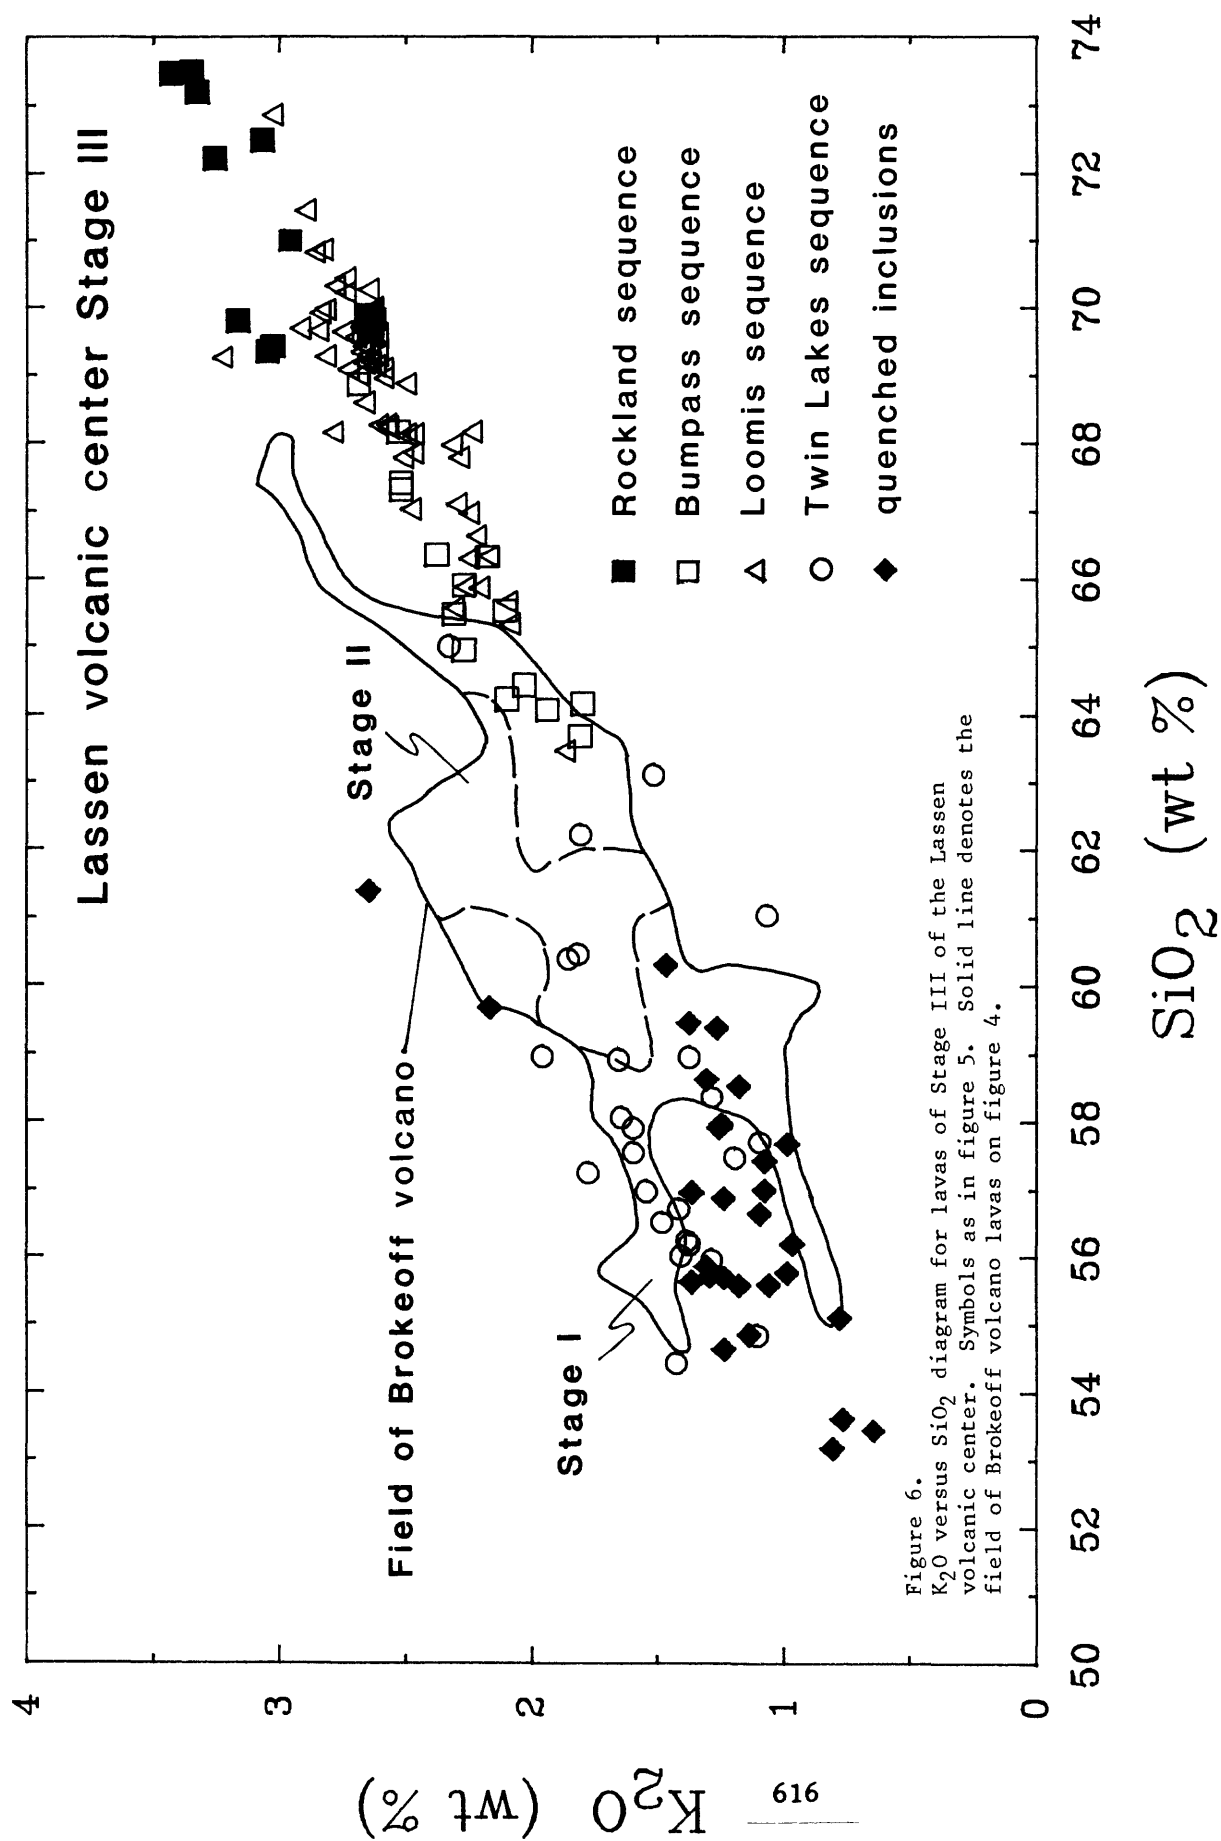 Lassen volcanic center Stage III
Stage II
Field of Brokeoff volcano
Stage I
■ Rockland sequence
□ Bumpass sequence
△ Loomis sequence
○ Twin Lakes sequence
◆ quenched inclusions
Figure 6.
K2O versus SiO2 diagram for lavas of Stage III of the Lassen
volcanic center. Symbols as in figure 5. Solid line denotes the
field of Brokeoff volcano lavas on figure 4.
4
3
2
1
0
K2O (wt %)
50 52 54 56 58 60 62 64 66 68 70 72 74
SiO2 (wt %)
616